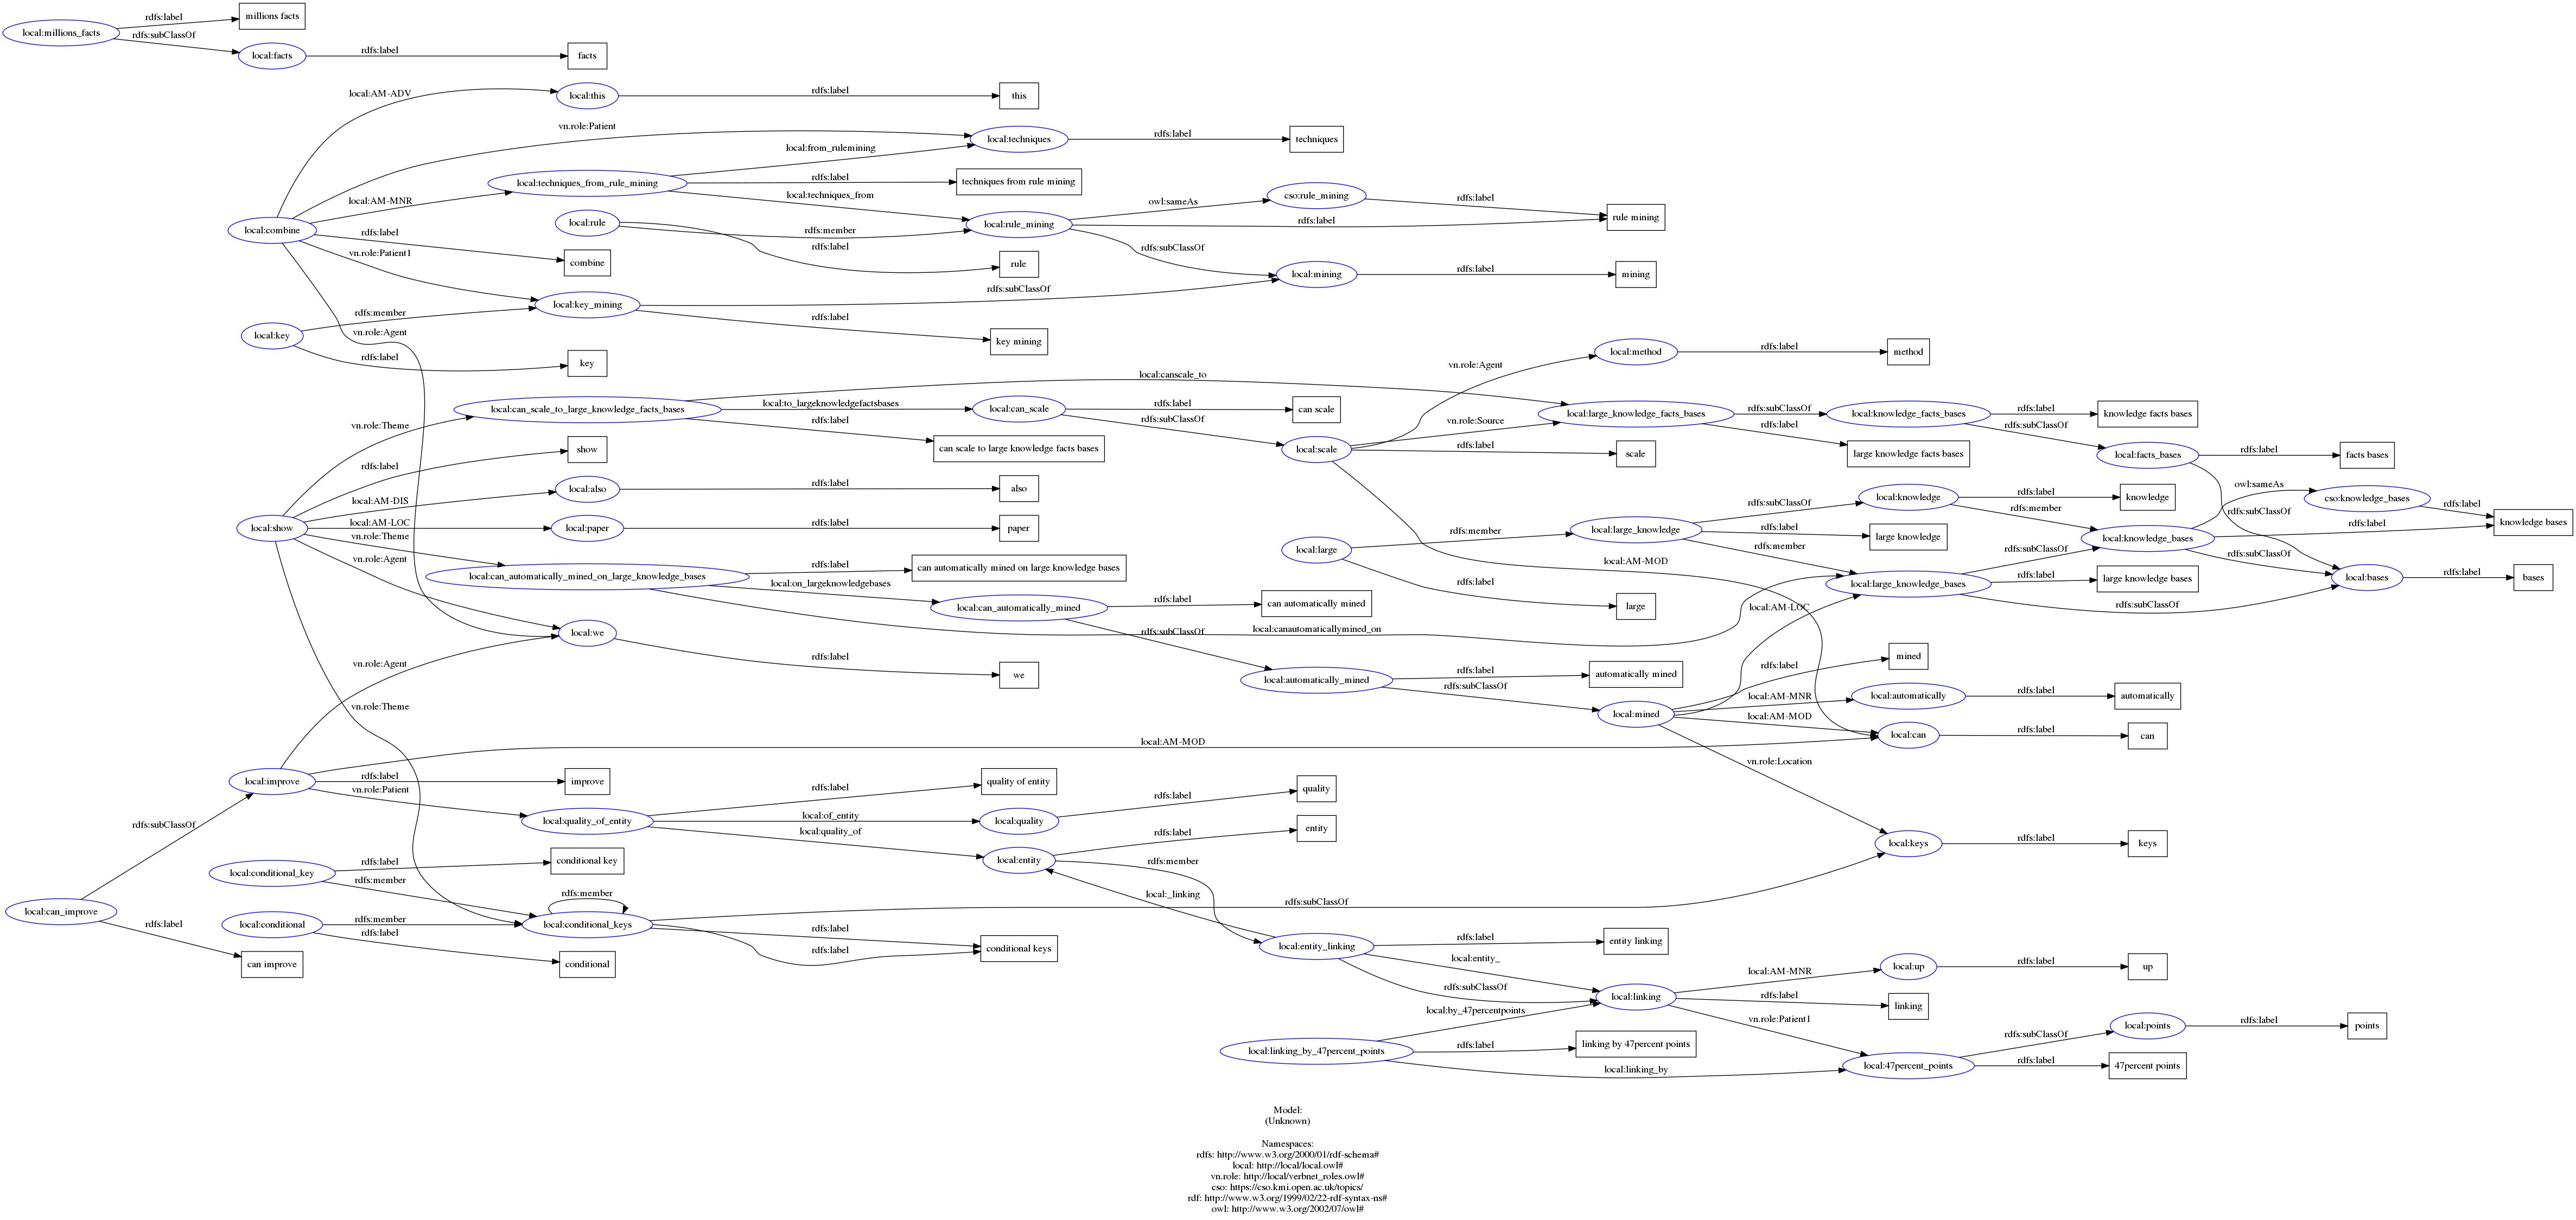 rdfs:label
millions facts
local:millions_facts
rdfs:subClassOf
local:facts
rdfs:label
facts
local:AM-ADV
local:this
rdfs:label
this
vn.role:Patient
local:techniques
rdfs:label
techniques
local:from_rulemining
local:techniques_from_rule_mining
rdfs:label
techniques from rule mining
local:AM-MNR
local:techniques_from
owl:sameAs
cso:rule_mining
rdfs:label
local:rule
rdfs:member
local:rule_mining
rdfs:label
rule mining
local:combine
rdfs:label
combine
rdfs:label
rule
rdfs:subClassOf
vn.role:Patient1
local:mining
rdfs:label
mining
local:key_mining
rdfs:subClassOf
rdfs:member
rdfs:label
key mining
local:key
vn.role:Agent
rdfs:label
key
local:method
rdfs:label
method
vn.role:Agent
local:canscale_to
local:can_scale_to_large_knowledge_facts_bases
local:to_largeknowledgefactsbases
local:can_scale
rdfs:label
can scale
rdfs:subClassOf
vn.role:Source
local:large_knowledge_facts_bases
rdfs:subClassOf
local:knowledge_facts_bases
rdfs:label
knowledge facts bases
vn.role:Theme
rdfs:label
can scale to large knowledge facts bases
local:scale
rdfs:label
scale
rdfs:label
large knowledge facts bases
rdfs:subClassOf
local:facts_bases
rdfs:label
facts bases
rdfs:label
show
local:AM-DIS
local:also
rdfs:label
also
local:show
local:AM-LOC
local:paper
rdfs:label
paper
rdfs:subClassOf
local:knowledge
rdfs:label
knowledge
owl:sameAs
cso:knowledge_bases
rdfs:label
rdfs:subClassOf
rdfs:member
local:large
rdfs:member
local:large_knowledge
rdfs:label
large knowledge
local:knowledge_bases
rdfs:label
knowledge bases
vn.role:Theme
vn.role:Agent
local:can_automatically_mined_on_large_knowledge_bases
rdfs:label
can automatically mined on large knowledge bases
local:on_largeknowledgebases
local:can_automatically_mined
rdfs:label
can automatically mined
local:AM-MOD
rdfs:member
rdfs:subClassOf
rdfs:subClassOf
local:large_knowledge_bases
rdfs:label
large knowledge bases
local:bases
rdfs:label
bases
rdfs:label
large
local:AM-LOC
rdfs:subClassOf
local:we
rdfs:label
we
rdfs:subClassOf
local:canautomaticallymined_on
vn.role:Agent
local:automatically_mined
rdfs:label
automatically mined
rdfs:subClassOf
rdfs:label
mined
local:mined
local:AM-MNR
local:automatically
rdfs:label
automatically
local:AM-MOD
local:can
rdfs:label
can
vn.role:Theme
local:AM-MOD
vn.role:Location
local:improve
rdfs:label
improve
vn.role:Patient
local:quality_of_entity
rdfs:label
quality of entity
local:of_entity
local:quality
rdfs:label
quality
local:quality_of
local:entity
rdfs:label
entity
rdfs:subClassOf
local:keys
rdfs:label
keys
local:conditional_key
rdfs:label
conditional key
rdfs:member
rdfs:member
rdfs:member
local:_linking
rdfs:subClassOf
local:can_improve
rdfs:label
can improve
local:conditional
rdfs:member
rdfs:label
conditional
local:conditional_keys
rdfs:label
rdfs:label
conditional keys
local:entity_linking
rdfs:label
entity linking
local:entity_
rdfs:subClassOf
local:linking
local:AM-MNR
local:up
rdfs:label
up
rdfs:label
linking
vn.role:Patient1
local:by_47percentpoints
local:linking_by_47percent_points
rdfs:label
linking by 47percent points
local:linking_by
local:47percent_points
rdfs:subClassOf
local:points
rdfs:label
points
rdfs:label
47percent points
Model:
(Unknown)
Namespaces:
rdfs: http://www.w3.org/2000/01/rdf-schema#
local: http://local/local.owl#
vn.role: http://local/verbnet_roles.owl#
cso: https://cso.kmi.open.ac.uk/topics/
rdf: http://www.w3.org/1999/02/22-rdf-syntax-ns#
owl: http://www.w3.org/2002/07/owl#